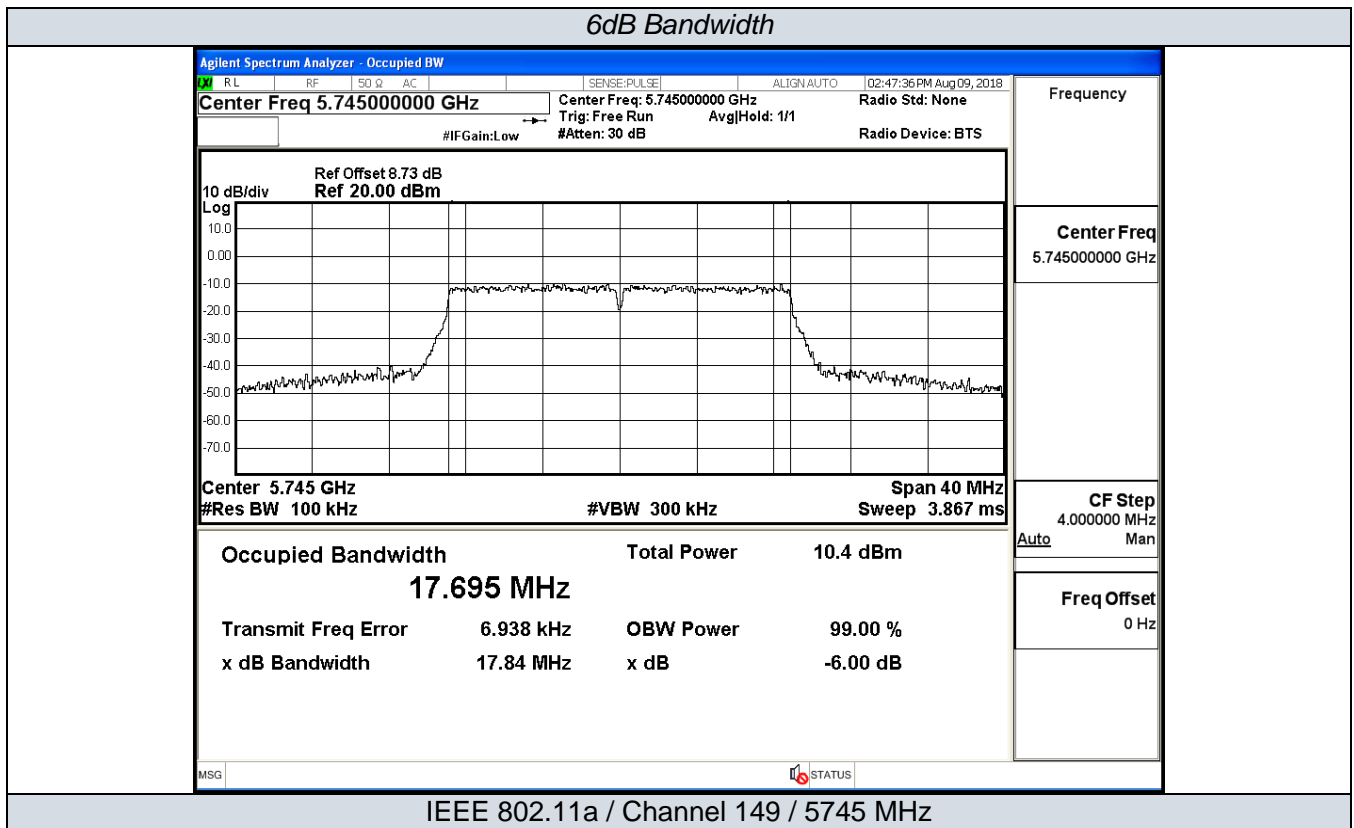 6dB Bandwidth
Agilent Spectrum Analyzer - Occupied BW
LXI RL RF 50 Ω AC SENSE:PULSE ALIGN AUTO 02:47:36 PM Aug 09, 2018
Center Freq 5.745000000 GHz
Center Freq: 5.745000000 GHz Radio Std: None
Trig: Free Run Avg|Hold: 1/1
#IFGain:Low #Atten: 30 dB Radio Device: BTS
Frequency
Ref Offset 8.73 dB
10 dB/div Ref 20.00 dBm
Log
10.0
0.00
-10.0
-20.0
-30.0
-40.0
-50.0
-60.0
-70.0
Center 5.745 GHz Span 40 MHz
#Res BW 100 kHz #VBW 300 kHz Sweep 3.867 ms
Center Freq
5.745000000 GHz
CF Step
4.000000 MHz
Auto Man
Freq Offset
0 Hz
Occupied Bandwidth Total Power 10.4 dBm
17.695 MHz
Transmit Freq Error 6.938 kHz OBW Power 99.00 %
x dB Bandwidth 17.84 MHz x dB -6.00 dB
MSG STATUS
IEEE 802.11a / Channel 149 / 5745 MHz